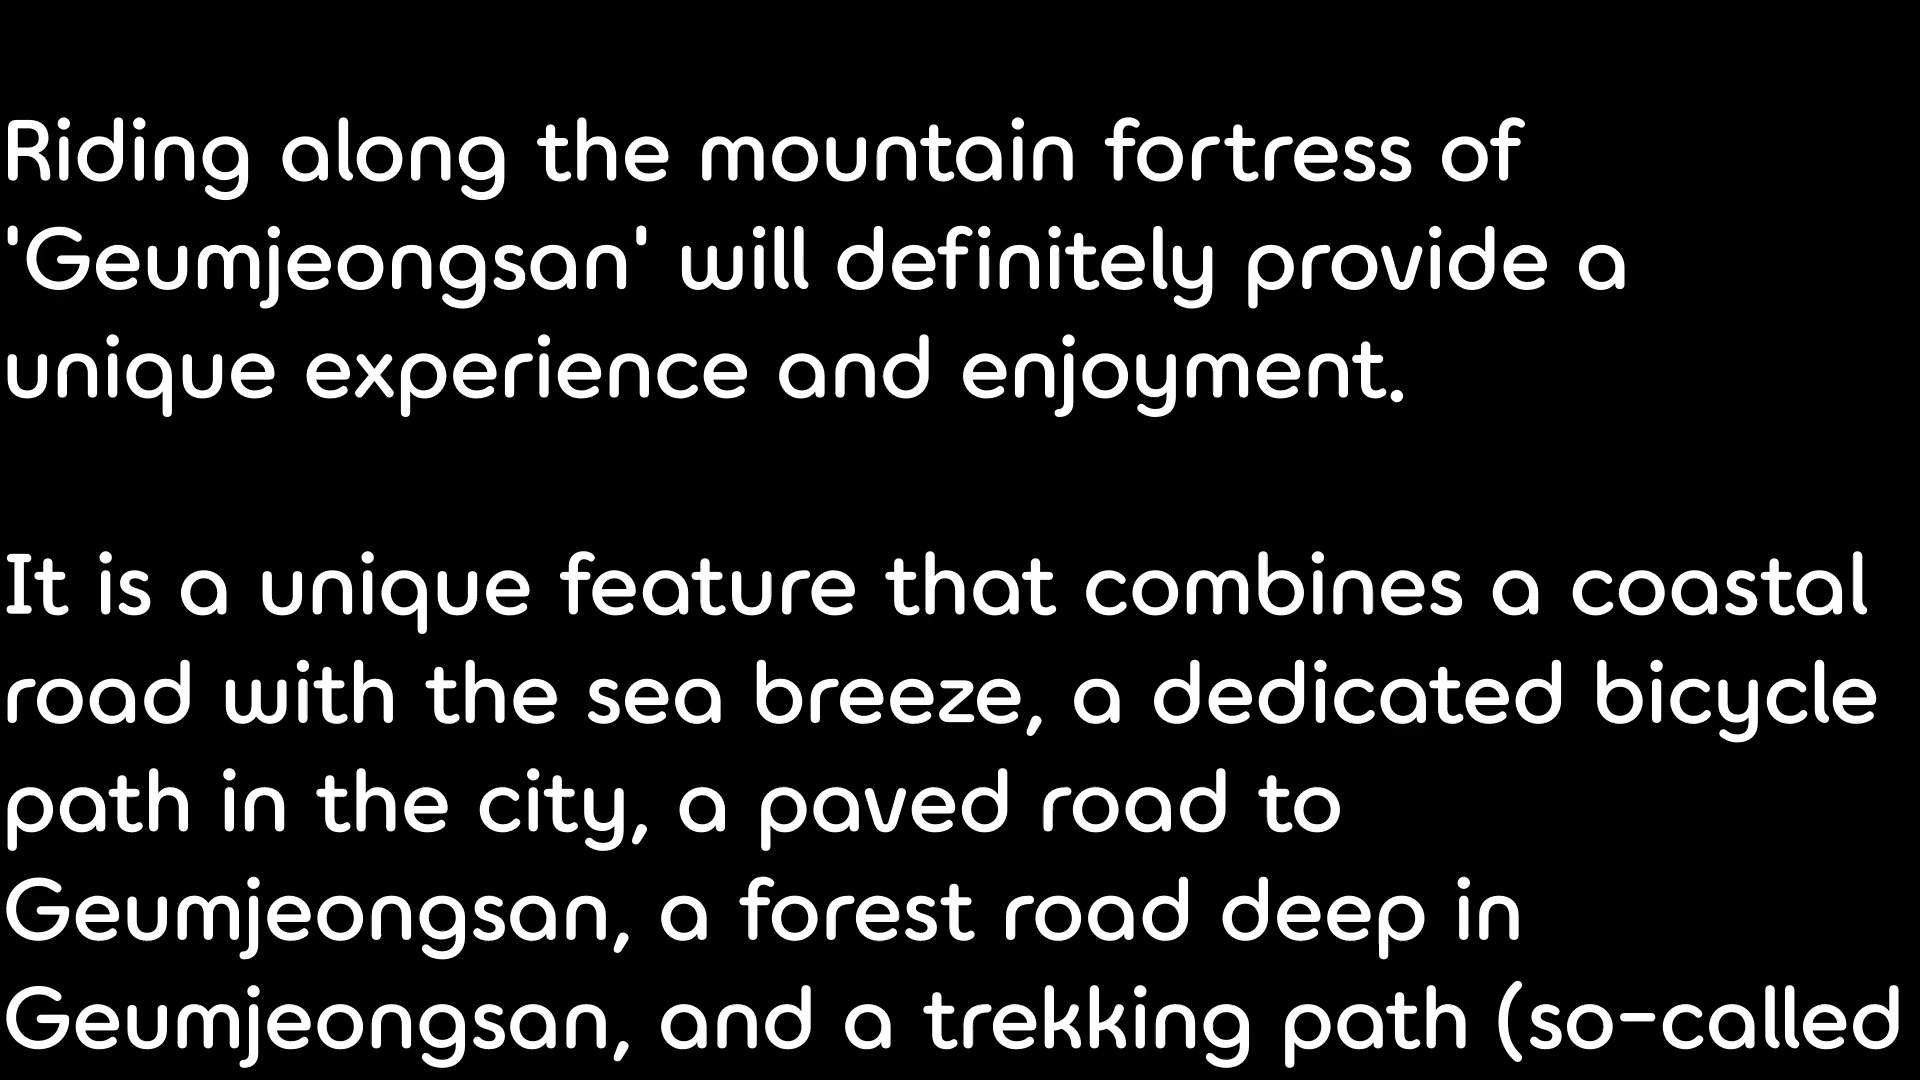 Riding along the mountain fortress of
'Geumjeongsan' will definitely provide a
unique experience and enjoyment.
It is a unique feature that combines a coastal
road with the sea breeze, a dedicated bicycle
path in the city, a paved road to
Geumjeongsan, a forest road deep in
Geumjeongsan, and a trekking path (so-called